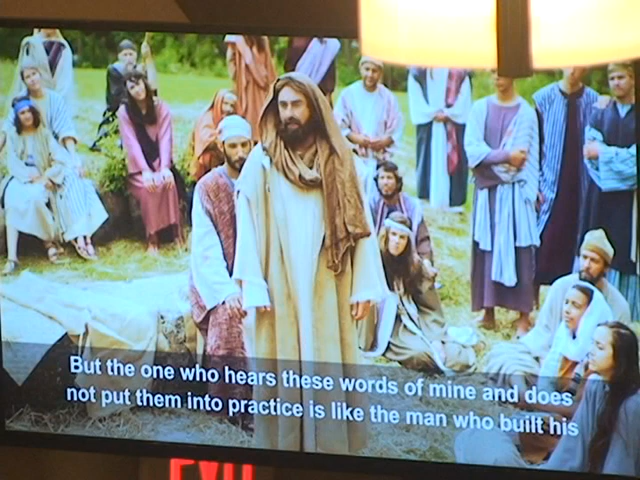 But the one who hears these words of mine and does
not put them into practice is like the man who built his
EXIT